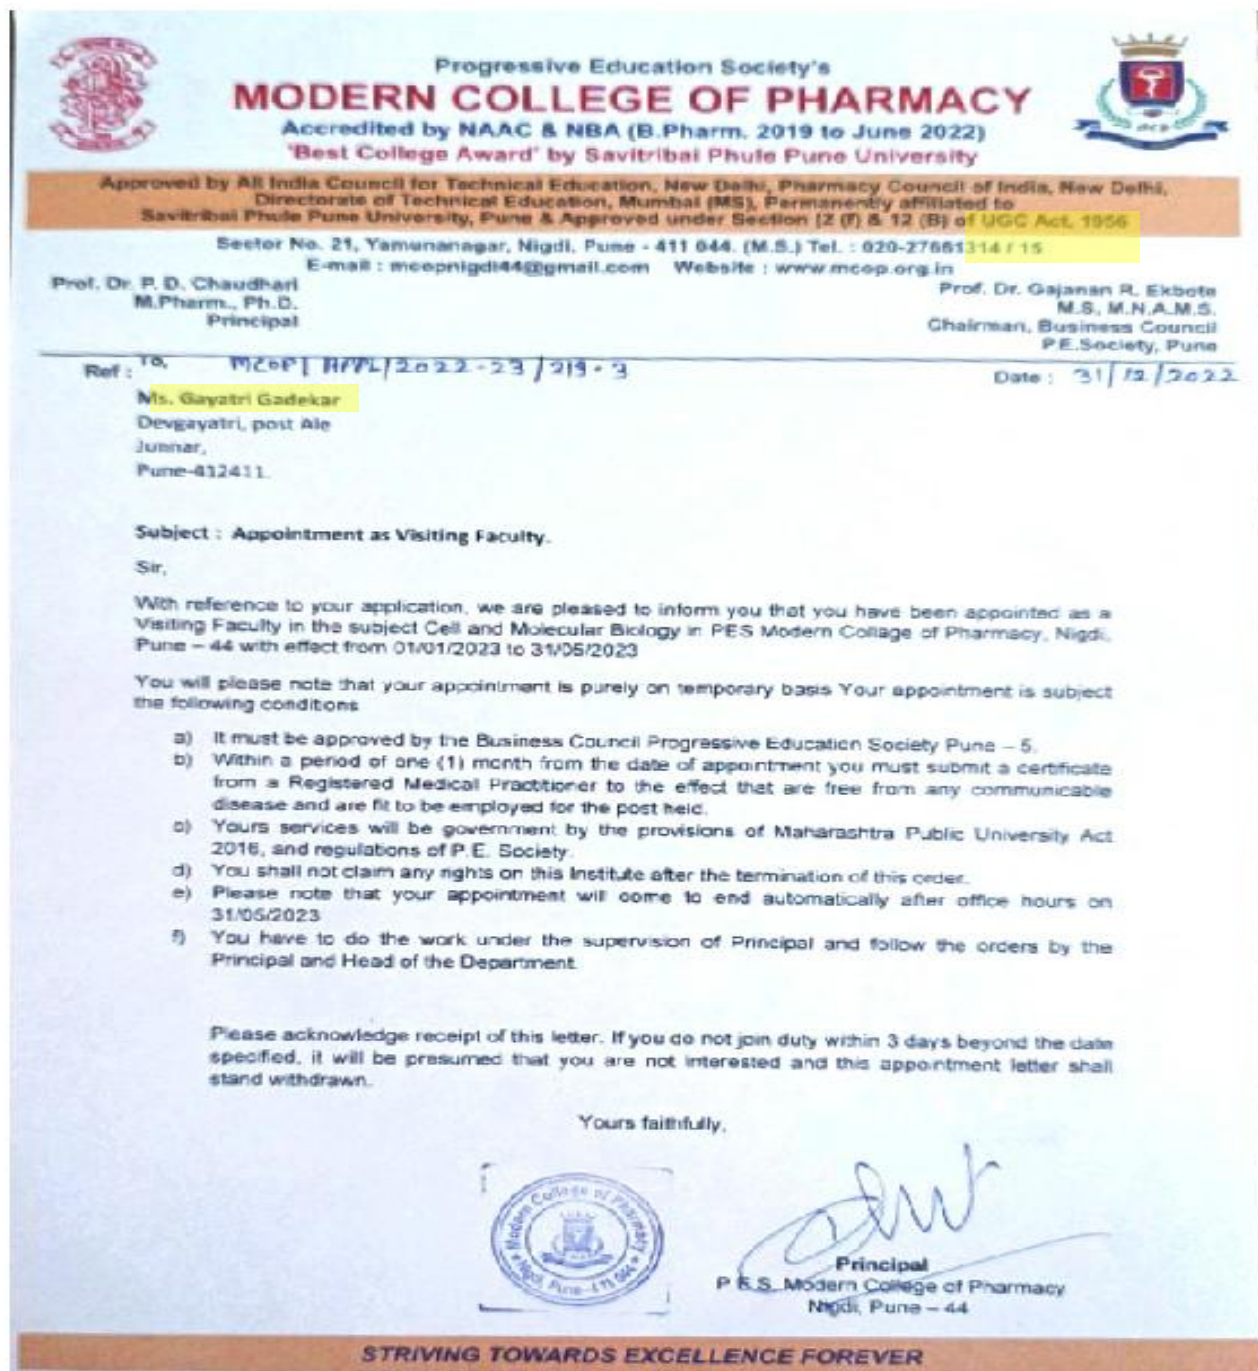 Progressive Education Society's
MODERN COLLEGE OF PHARMACY
Accredited by NAAC & NBA (B.Pharm. 2019 to June 2022)
'Best College Award' by Savitribai Phule Pune University
Approved by All India Council for Technical Education, New Delhi, Pharmacy Council of India, New Delhi,
Directorate of Technical Education, Mumbai (MS), Permanently affiliated to
Savitribai Phule Pune University, Pune & Approved under Section (2 (f) & 12 (B) of UGC Act, 1956
Sector No. 21, Yamunanagar, Nigdi, Pune - 411 044. (M.S.) Tel. : 020-27661314 / 15
E-mail : mcopnigdi44@gmail.com Website : www.mcop.org.in
Prof. Dr. P. D. Chaudhari
M.Pharm., Ph.D.
Principal
Prof. Dr. Gajanan R. Ekbote
M.S, M.N.A.M.S.
Chairman, Business Council
P.E.Society, Pune
Ref : To, MCOP/ /2022-23/219-3
Date : 31/12/2022
Ms. Gayatri Gadekar
Devgayatri, post Ale
Junnar,
Pune-412411.
Subject : Appointment as Visiting Faculty.
Sir,
With reference to your application, we are pleased to inform you that you have been appointed as a
Visiting Faculty in the subject Cell and Molecular Biology in PES Modern Collage of Pharmacy, Nigdi,
Pune – 44 with effect from 01/01/2023 to 31/05/2023
You will please note that your appointment is purely on temporary basis Your appointment is subject
the following conditons
a) It must be approved by the Business Council Progressive Education Society Pune – 5.
b) Within a period of one (1) month from the date of appointment you must submit a certificate
from a Registered Medical Practitioner to the effect that are free from any communicable
disease and are fit to be employed for the post held.
c) Yours services will be government by the provisions of Maharashtra Public University Act
2016, and regulations of P.E. Society.
d) You shall not claim any rights on this Institute after the termination of this order.
e) Please note that your appointment will come to end automatically after office hours on
31/05/2023
f) You have to do the work under the supervision of Principal and follow the orders by the
Principal and Head of the Department
Please acknowledge receipt of this letter. If you do not join duty within 3 days beyond the date
specified, it will be presumed that you are not interested and this appointment letter shall
stand withdrawn.
Yours faithfully,
Modern College of Pharmacy
Nigdi, Pune-411 044
Principal
P.E.S. Modern College of Pharmacy
Nigdi, Pune – 44
STRIVING TOWARDS EXCELLENCE FOREVER